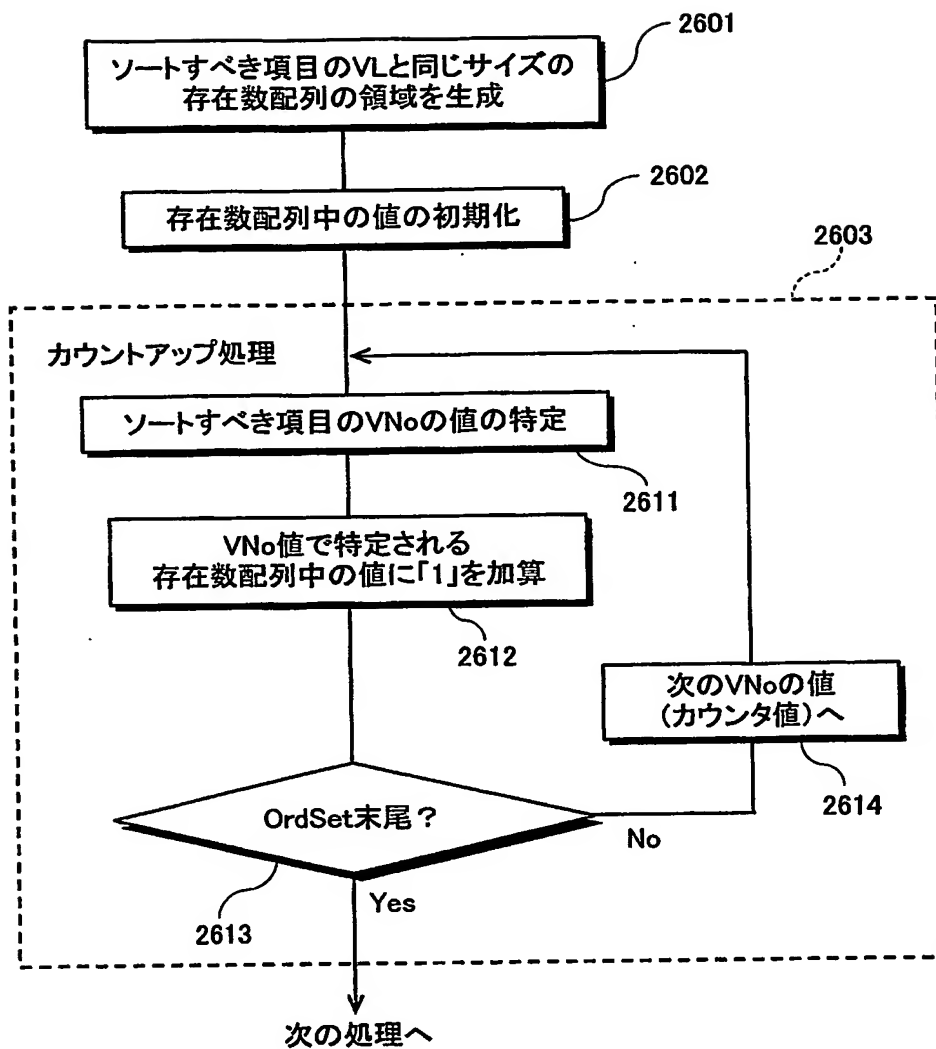 2601
ソートすべき項目のVLと同じサイズの
存在数配列の領域を生成
2602
存在数配列中の値の初期化
2603
カウントアップ処理
ソートすべき項目のVNoの値の特定
2611
VNo値で特定される
存在数配列中の値に「1」を加算
2612
次のVNoの値
(カウンタ値)へ
2614
OrdSet末尾?
No
Yes
2613
次の処理へ